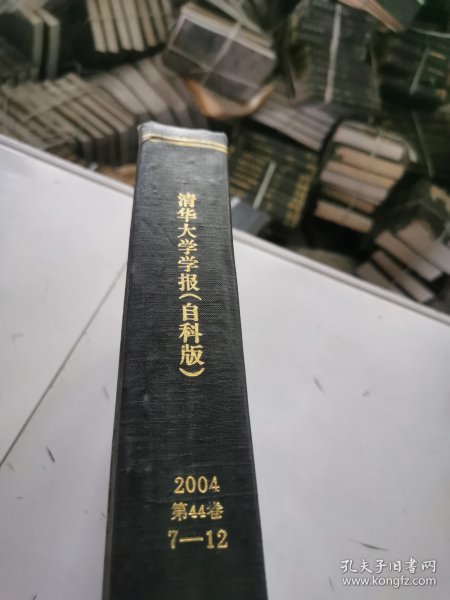 清华大学学报(自科版)
2004
第44卷
7—12
孔夫子旧书网
www.kongfz.com